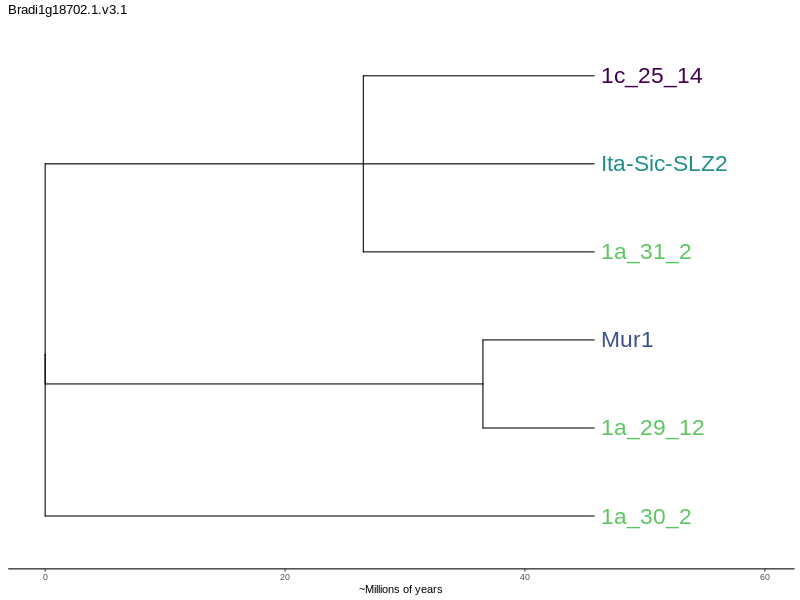 Bradi1g18702.1.v3.1
1c_25_14
Ita-Sic-SLZ2
1a_31_2
Mur1
1a_29_12
1a_30_2
0 20 40 60
~Millions of years